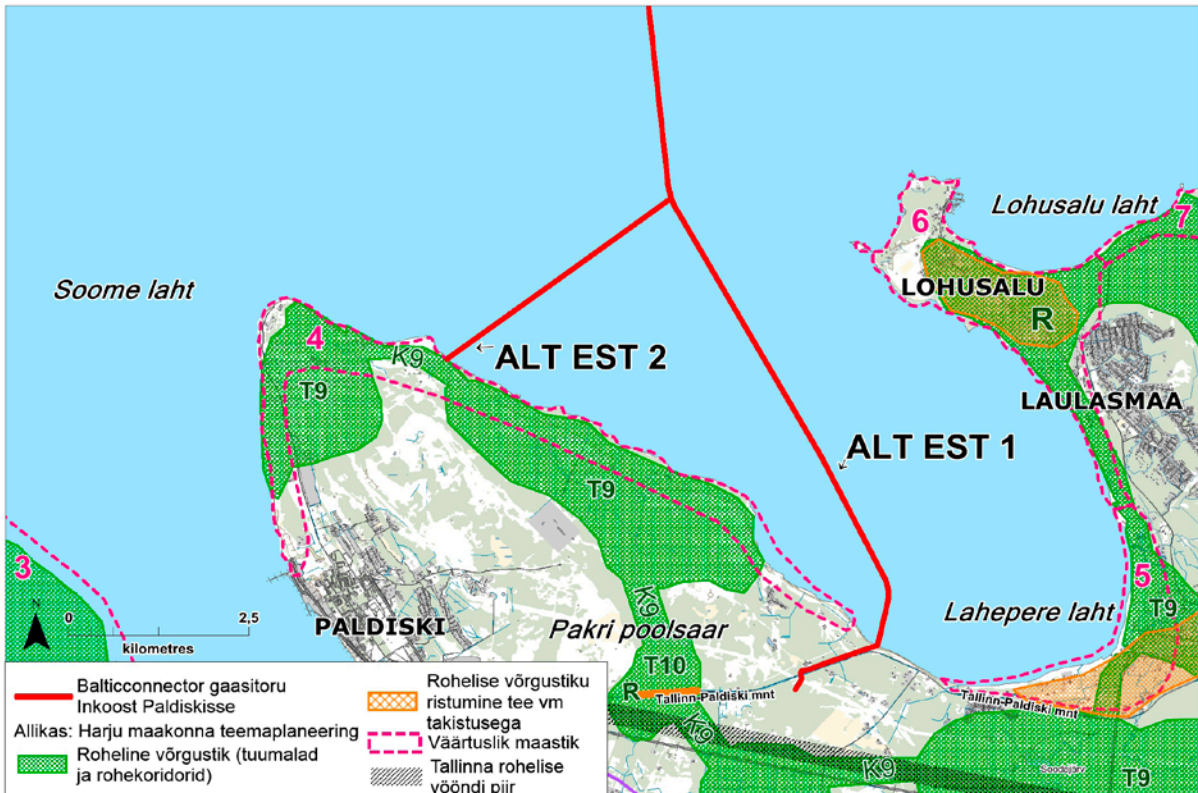 6
Lohusalu laht
7
Soome laht
LOHUSALU
R
4
K9
ALT EST 2
T9
LAULASMAA
ALT EST 1
T9
3
5
N
0 2,5
kilometres
PALDISKI
K9
Pakri poolsaar
Lahepere laht
T9
T10
R
Tallinn-Paldiski mnt
Tallinn-Paldiski mnt
K9
K9
Soodejärv
T9
Balticconnector gaasitoru
Inkoost Paldiskisse
Allikas: Harju maakonna teemaplaneering
Roheline võrgustik (tuumalad
ja rohekoridorid)
Rohelise võrgustiku
ristumine tee vm
takistusega
Väärtuslik maastik
Tallinna rohelise
vööndi piir